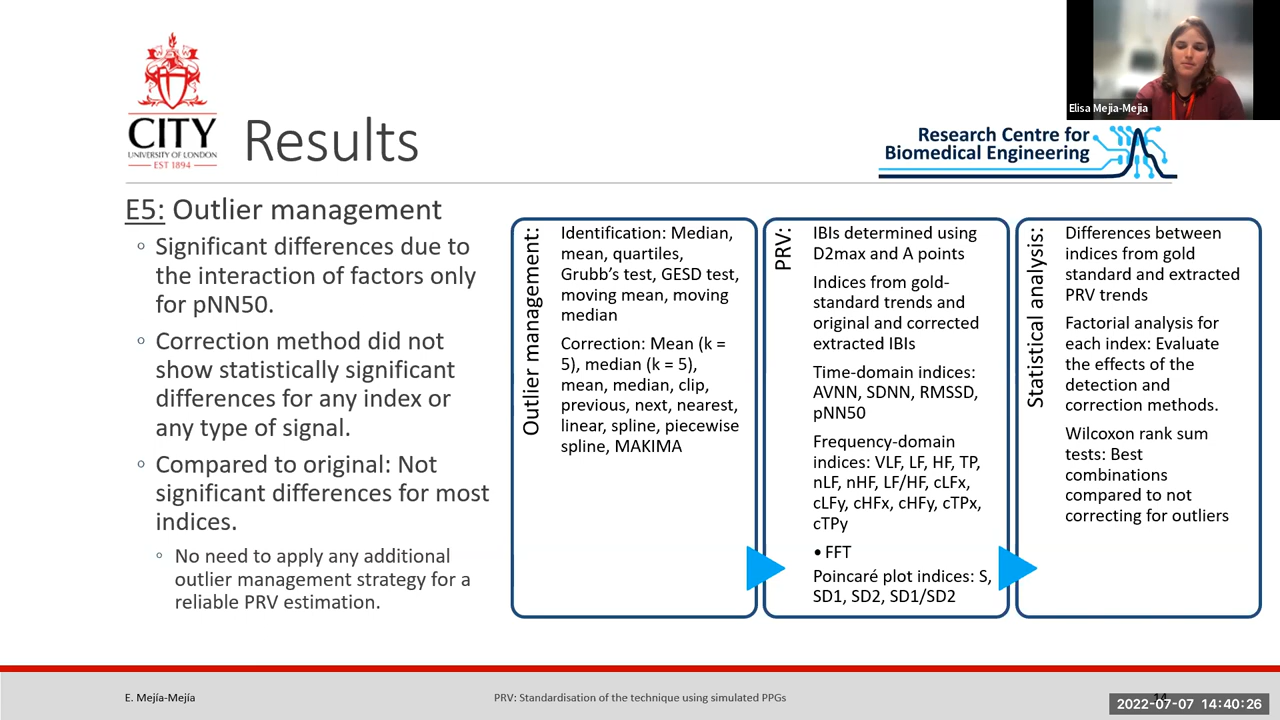 Elisa Mejia-Mejia
CITY
UNIVERSITY OF LONDON
EST 1894
Results
Research Centre for
Biomedical Engineering
E5: Outlier management
◦ Significant differences due to
the interaction of factors only
for pNN50.
◦ Correction method did not
show statistically significant
differences for any index or
any type of signal.
◦ Compared to original: Not
significant differences for most
indices.
◦ No need to apply any additional
outlier management strategy for a
reliable PRV estimation.
Outlier management:
Identification: Median,
mean, quartiles,
Grubb's test, GESD test,
moving mean, moving
median
Correction: Mean (k =
5), median (k = 5),
mean, median, clip,
previous, next, nearest,
linear, spline, piecewise
spline, MAKIMA
PRV:
IBIs determined using
D2max and A points
Indices from gold-
standard trends and
original and corrected
extracted IBIs
Time-domain indices:
AVNN, SDNN, RMSSD,
pNN50
Frequency-domain
indices: VLF, LF, HF, TP,
nLF, nHF, LF/HF, cLFx,
cLFy, cHFx, cHFy, cTPx,
cTPy
• FFT
Poincaré plot indices: S,
SD1, SD2, SD1/SD2
Statistical analysis:
Differences between
indices from gold
standard and extracted
PRV trends
Factorial analysis for
each index: Evaluate
the effects of the
detection and
correction methods.
Wilcoxon rank sum
tests: Best
combinations
compared to not
correcting for outliers
E. Mejía-Mejía
PRV: Standardisation of the technique using simulated PPGs
2022-07-07 14:40:26